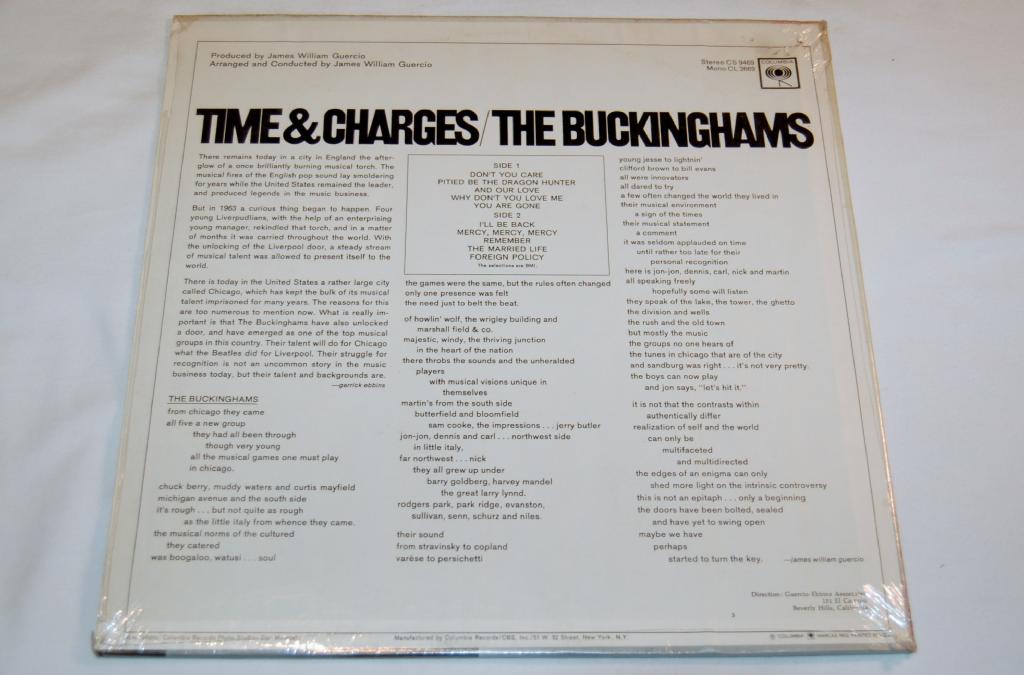 Produced by James William Guercio
Arranged and Conducted by James William Guercio
Stereo CS 9469
Mono CL 2669
COLUMBIA
TIME & CHARGES/THE BUCKINGHAMS
There remains today in a city in England the after-
glow of a once brilliantly burning musical torch. The
musical fires of the English pop sound lay smoldering
for years while the United States remained the leader,
and produced legends in the music business.
But in 1963 a curious thing began to happen. Four
young Liverpudlians, with the help of an enterprising
young manager, rekindled that torch, and in a matter
of months it was carried throughout the world. With
the unlocking of the Liverpool door, a steady stream
of musical talent was allowed to present itself to the
world.
There is today in the United States a rather large city
called Chicago, which has kept the bulk of its musical
talent imprisoned for many years. The reasons for this
are too numerous to mention now. What is really im-
portant is that The Buckinghams have also unlocked
a door, and have emerged as one of the top musical
groups in this country. Their talent will do for Chicago
what the Beatles did for Liverpool. Their struggle for
recognition is not an uncommon story in the music
business today, but their talent and backgrounds are.
—gerrick ebbins
THE BUCKINGHAMS
from chicago they came
all five a new group
they had all been through
though very young
all the musical games one must play
in chicago.
chuck berry, muddy waters and curtis mayfield
michigan avenue and the south side
it's rough . . . but not quite as rough
as the little italy from whence they came.
the musical norms of the cultured
they catered
was boogaloo, watusi . . . soul
SIDE 1
DON'T YOU CARE
PITIED BE THE DRAGON HUNTER
AND OUR LOVE
WHY DON'T YOU LOVE ME
YOU ARE GONE
SIDE 2
I'LL BE BACK
MERCY, MERCY, MERCY
REMEMBER
THE MARRIED LIFE
FOREIGN POLICY
The selections are BMI.
the games were the same, but the rules often changed
only one presence was felt
the need just to belt the beat.
of howlin' wolf, the wrigley building and
marshall field & co.
majestic, windy, the thriving junction
in the heart of the nation
there throbs the sounds and the unheralded
players
with musical visions unique in
themselves
martin's from the south side
butterfield and bloomfield
sam cooke, the impressions . . . jerry butler
jon-jon, dennis and carl . . . northwest side
in little italy,
far northwest . . . nick
they all grew up under
barry goldberg, harvey mandel
the great larry lynnd.
rodgers park, park ridge, evanston,
sullivan, senn, schurz and niles.
their sound
from stravinsky to copland
varèse to persichetti
young jesse to lightnin'
clifford brown to bill evans
all were innovators
all dared to try
a few often changed the world they lived in
their musical environment
a sign of the times
their musical statement
a comment
it was seldom applauded on time
until rather too late for their
personal recognition
here is jon-jon, dennis, carl, nick and martin
all speaking freely
hopefully some will listen
they speak of the lake, the tower, the ghetto
the division and wells
the rush and the old town
but mostly the music
the groups no one hears of
the tunes in chicago that are of the city
and sandburg was right . . . it's not very pretty.
the boys can now play
and jon says, "let's hit it."
it is not that the contrasts within
authentically differ
realization of self and the world
can only be
multifaceted
and multidirected
the edges of an enigma can only
shed more light on the intrinsic controversy
this is not an epitaph . . . only a beginning
the doors have been bolted, sealed
and have yet to swing open
maybe we have
perhaps
started to turn the key.
—james william guercio
Direction: Guercio Ebbins
Beverly Hills,
Manufactured by Columbia Records/CBS, Inc./51 W. 52 Street, New York, N.Y.